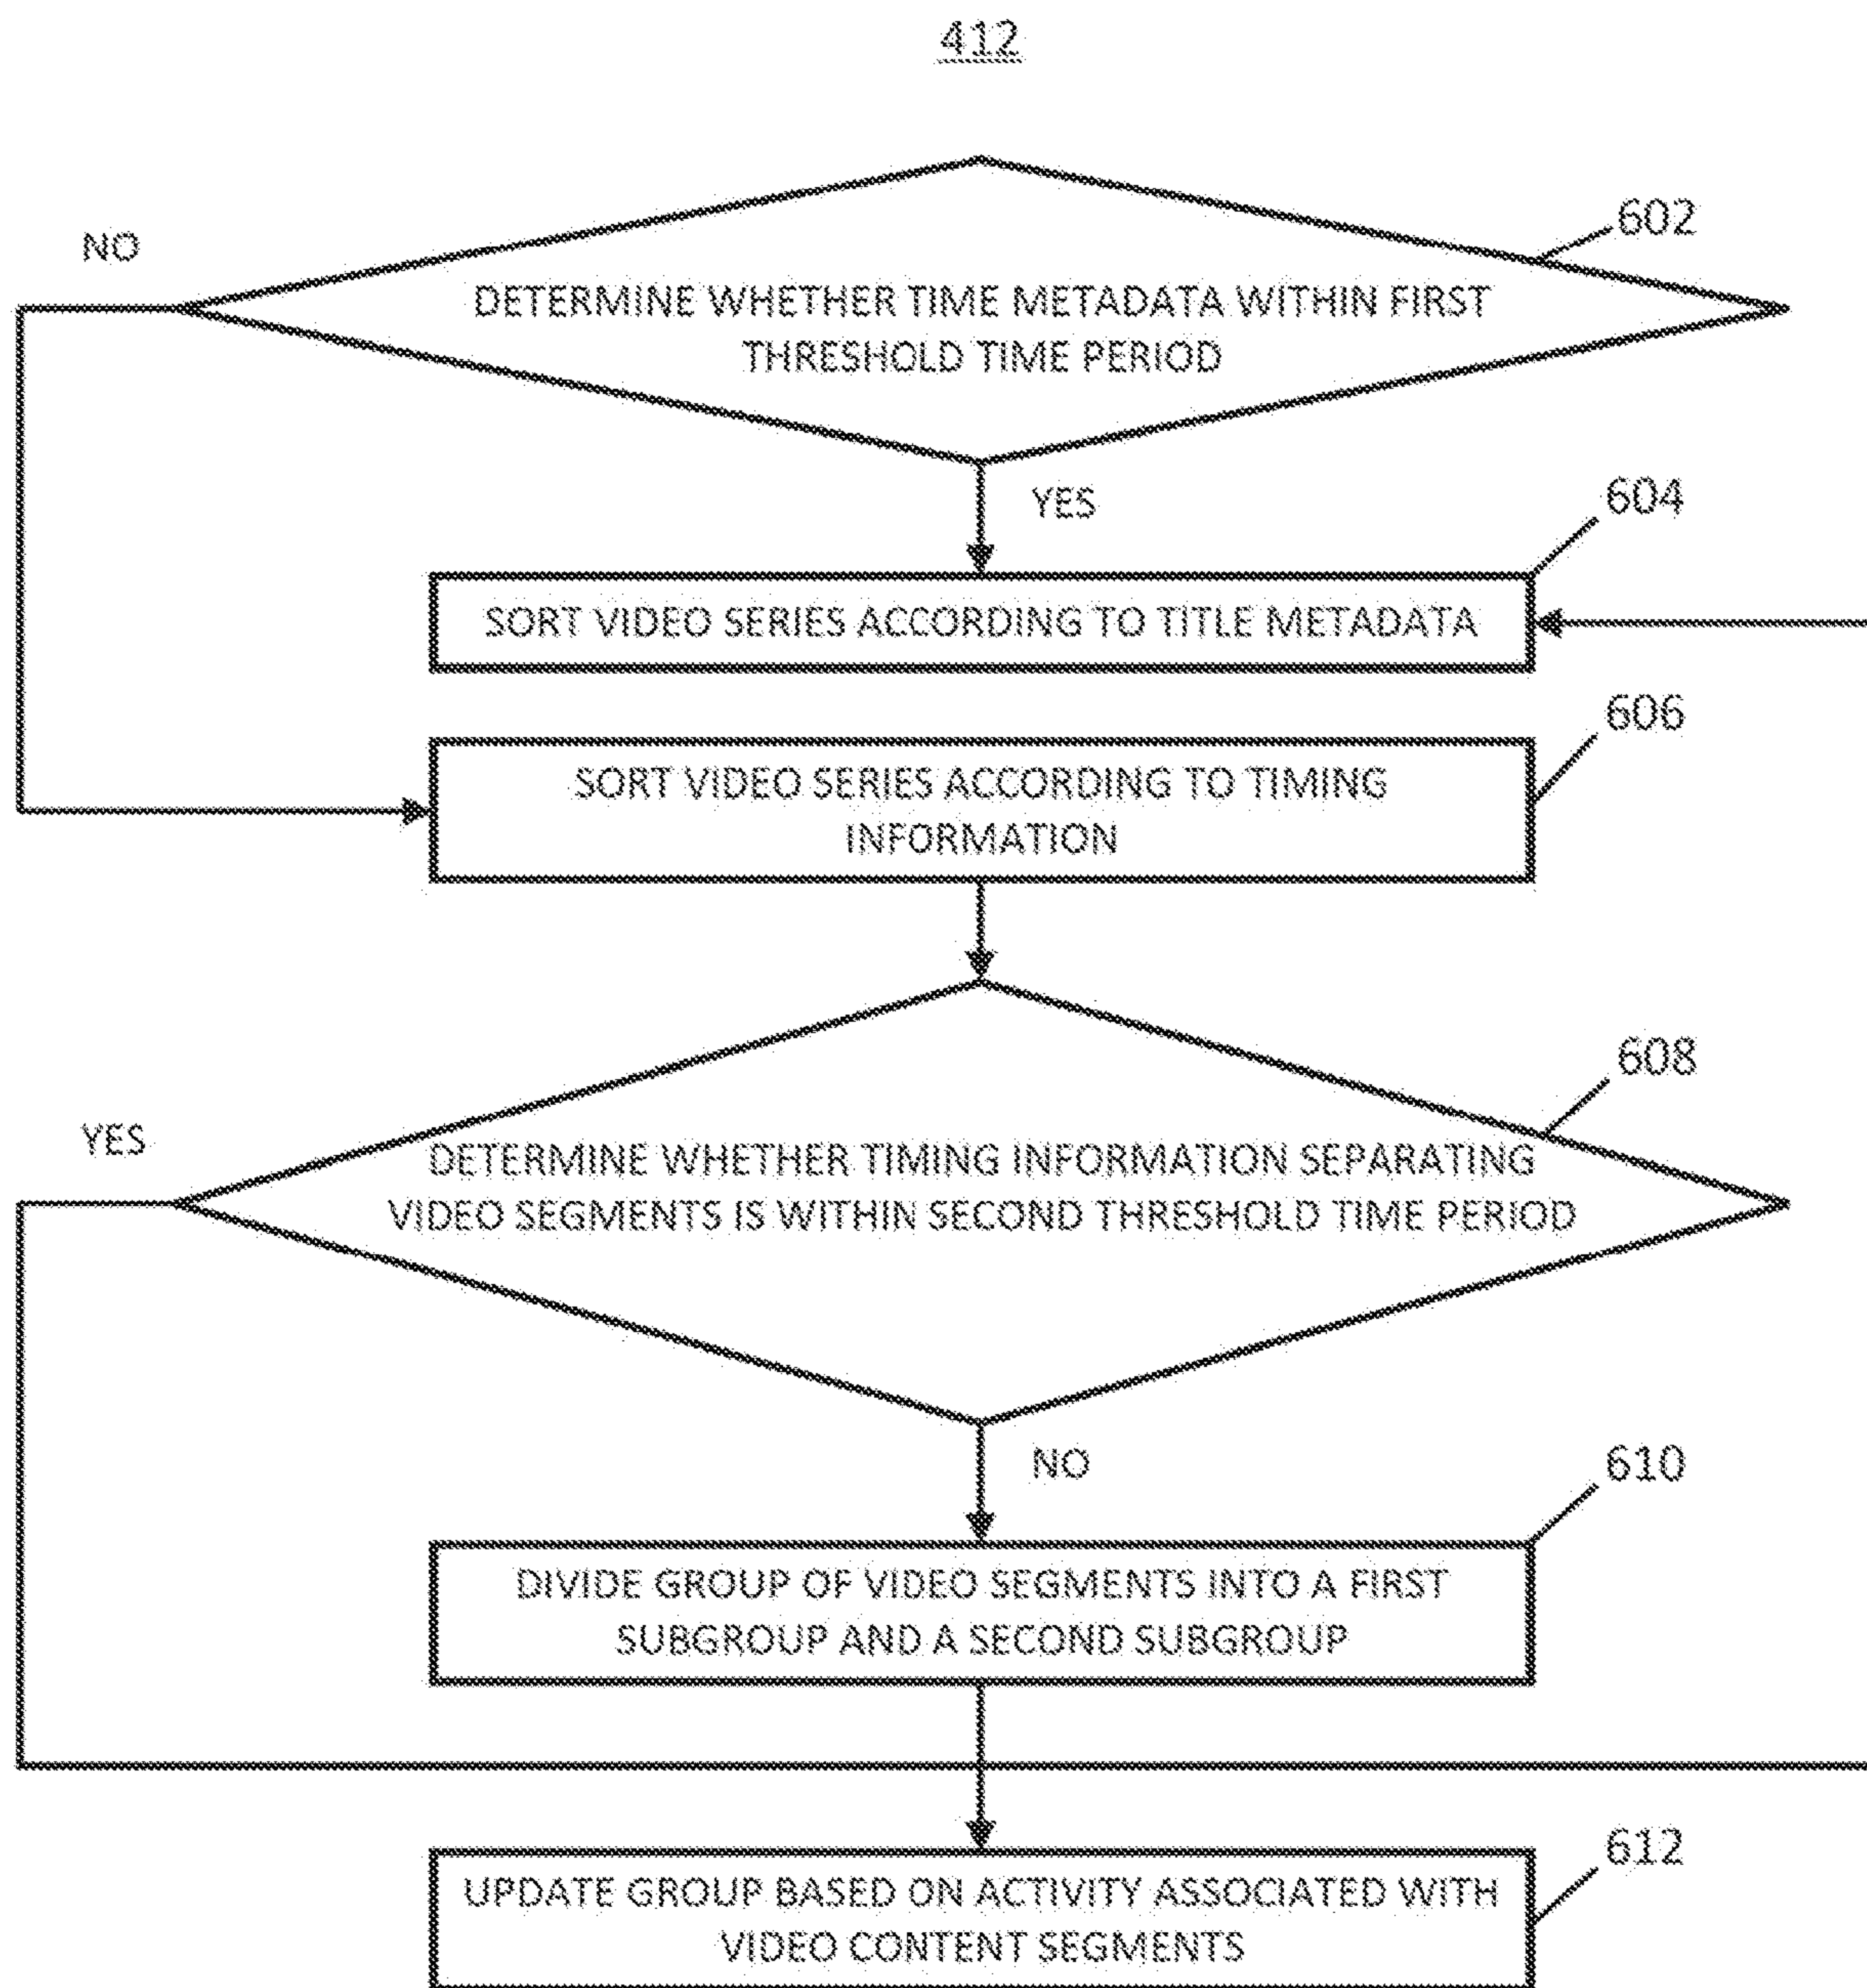 412
602
NO
DETERMINE WHETHER TIME METADATA WITHIN FIRST
THRESHOLD TIME PERIOD
YES
604
SORT VIDEO SERIES ACCORDING TO TITLE METADATA
606
SORT VIDEO SERIES ACCORDING TO TIMING
INFORMATION
608
YES
DETERMINE WHETHER TIMING INFORMATION SEPARATING
VIDEO SEGMENTS IS WITHIN SECOND THRESHOLD TIME PERIOD
NO
610
DIVIDE GROUP OF VIDEO SEGMENTS INTO A FIRST
SUBGROUP AND A SECOND SUBGROUP
612
UPDATE GROUP BASED ON ACTIVITY ASSOCIATED WITH
VIDEO CONTENT SEGMENTS